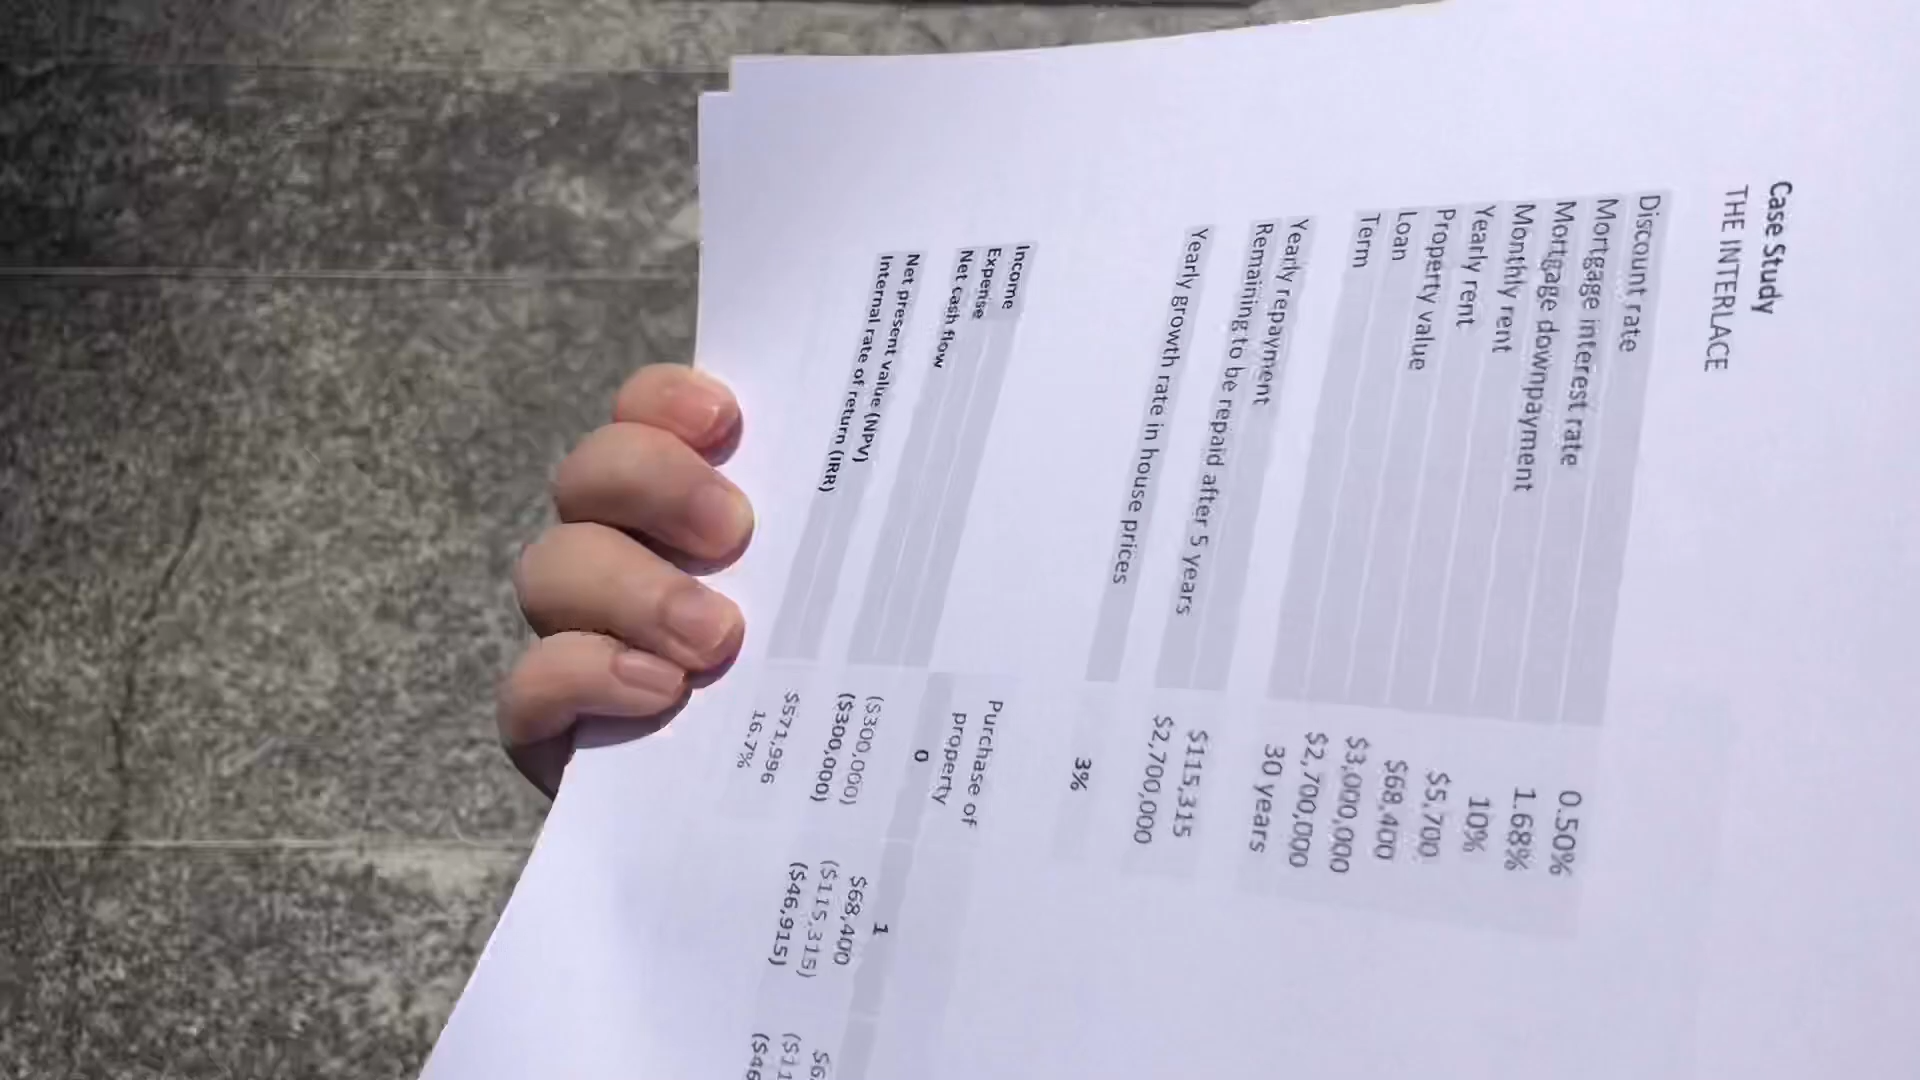 Case Study
THE INTERLACE
Discount rate 0.50%
Mortgage interest rate 1.68%
Mortgage downpayment 10%
Monthly rent $5,700
Yearly rent $68,400
Property value $3,000,000
Loan $2,700,000
Term 30 years
Yearly repayment $115,315
Remaining to be repaid after 5 years $2,700,000
Yearly growth rate in house prices 3%
Purchase of
property
0 1
Income $68,400
Expense ($300,000) ($115,315)
Net cash flow ($300,000) ($46,915)
Net present value (NPV) $571,996
Internal rate of return (IRR) 16.7%